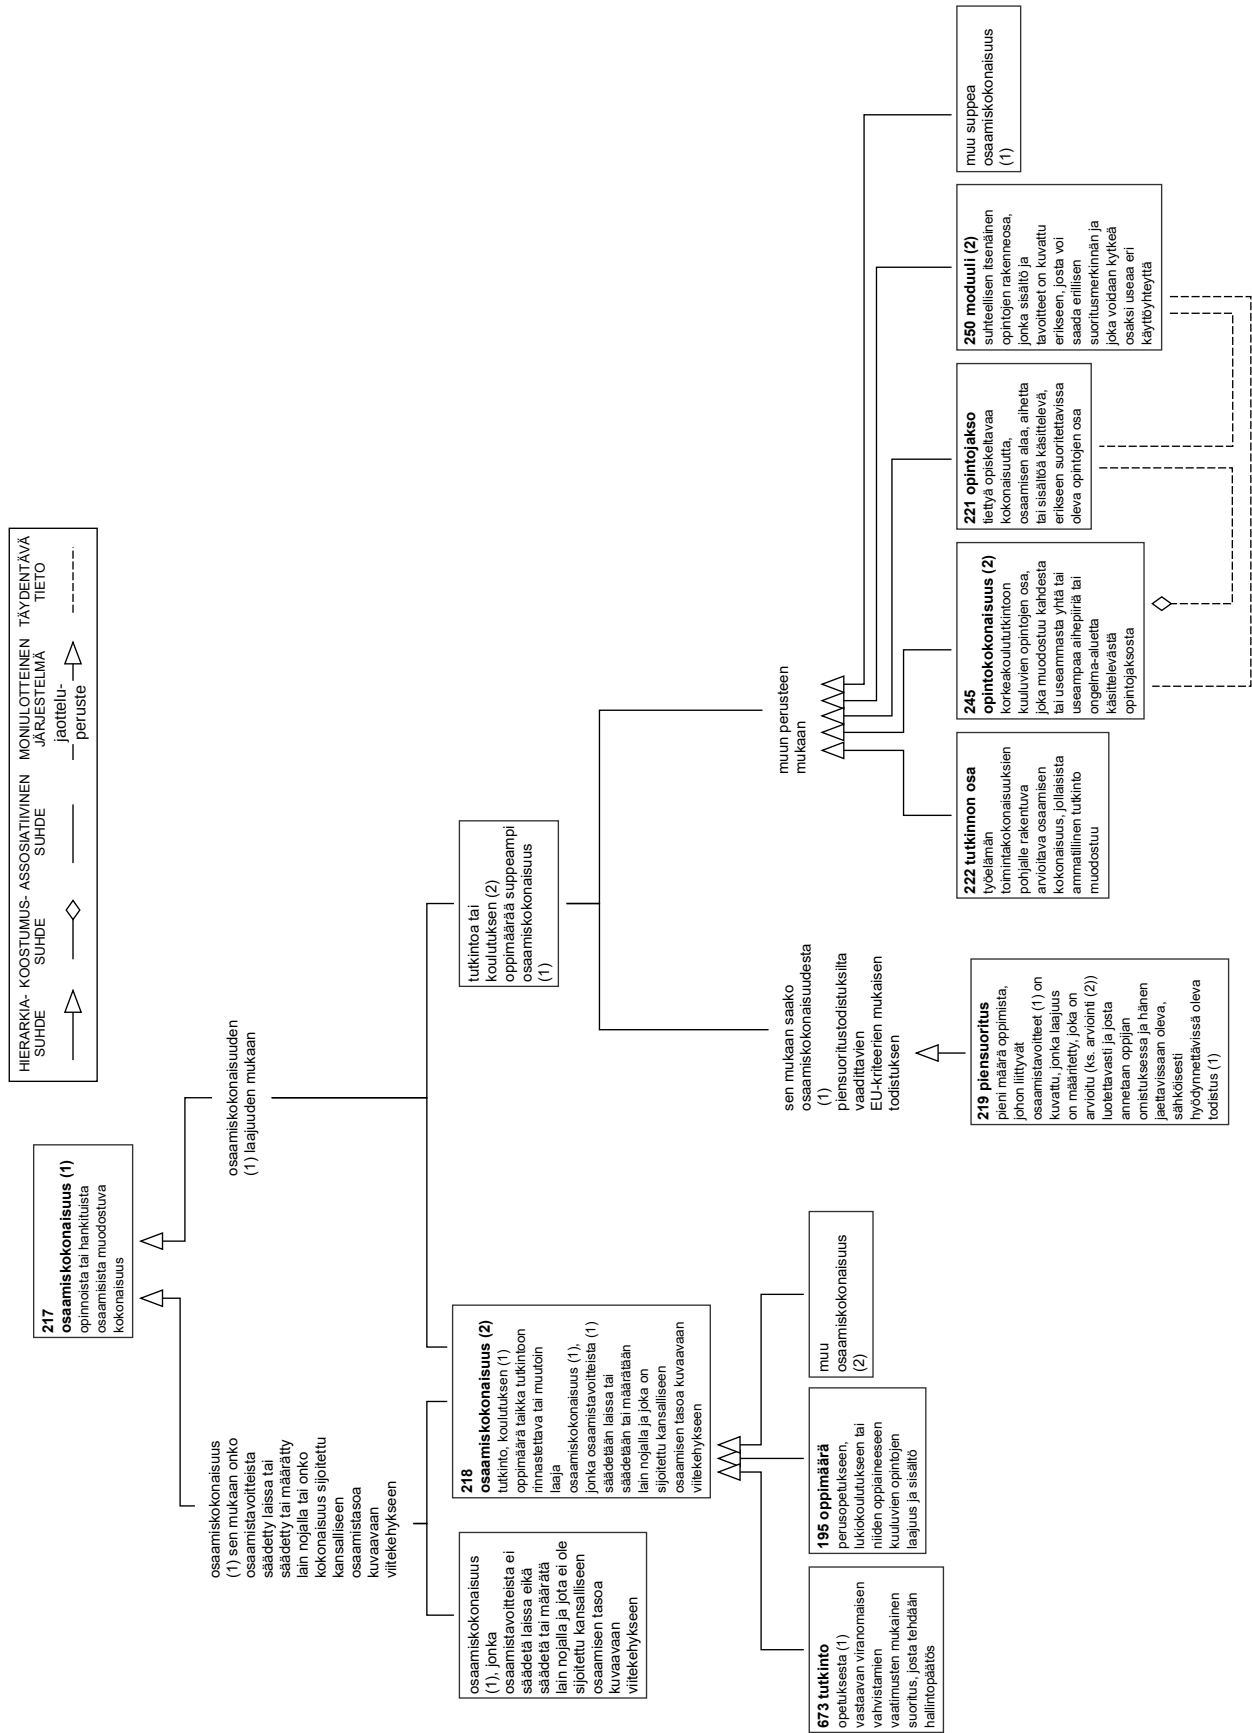 HIERARKIA-
SUHDE
KOOSTUMUS-
SUHDE
ASSOSIATIIVINEN
SUHDE
MONIULOTTEINEN
JÄRJESTELMÄ
TÄYDENTÄVÄ
TIETO
jaottelu-
peruste
217
osaamiskokonaisuus (1)
opinnoista tai hankituista
osaamisista muodostuva
kokonaisuus
osaamiskokonaisuus
(1) sen mukaan onko
osaamistavoitteista
säädetty laissa tai
säädetty tai määrätty
lain nojalla tai onko
kokonaisuus sijoitettu
kansalliseen
osaamistasoa
kuvaavaan
viitekehykseen
osaamiskokonaisuuden
(1) laajuuden mukaan
osaamiskokonaisuus
(1), jonka
osaamistavoitteista ei
säädetä laissa eikä
säädetä tai määrätä
lain nojalla ja jota ei ole
sijoitettu kansalliseen
osaamisen tasoa
kuvaavaan
viitekehykseen
218
osaamiskokonaisuus (2)
tutkinto, koulutuksen (1)
oppimäärä taikka tutkintoon
rinnastettava tai muutoin
laaja
osaamiskokonaisuus (1),
jonka osaamistavoitteista (1)
säädetään laissa tai
säädetään tai määrätään
lain nojalla ja joka on
sijoitettu kansalliseen
osaamisen tasoa kuvaavaan
viitekehykseen
tutkintoa tai
koulutuksen (2)
oppimäärää suppeampi
osaamiskokonaisuus
(1)
673 tutkinto
opetuksesta (1)
vastaavan viranomaisen
vahvistamien
vaatimusten mukainen
suoritus, josta tehdään
hallintopäätös
195 oppimäärä
perusopetukseen,
lukiokoulutukseen tai
niiden oppiaineeseen
kuuluvien opintojen
laajuus ja sisältö
muu
osaamiskokonaisuus
(2)
sen mukaan saako
osaamiskokonaisuudesta
(1)
piensuoritustodistuksilta
vaadittavien
EU-kriteerien mukaisen
todistuksen
muun perusteen
mukaan
219 piensuoritus
pieni määrä oppimista,
johon liittyvät
osaamistavoitteet (1) on
kuvattu, jonka laajuus
on määritetty, joka on
arvioitu (ks. arviointi (2))
luotettavasti ja josta
annetaan oppijan
omistuksessa ja hänen
jaettavissaan oleva,
sähköisesti
hyödynnettävissä oleva
todistus (1)
222 tutkinnon osa
työelämän
toimintakokonaisuuksien
pohjalle rakentuva
arvioitava osaamisen
kokonaisuus, jollaisista
ammatillinen tutkinto
muodostuu
245
opintokokonaisuus (2)
korkeakoulututkintoon
kuuluvien opintojen osa,
joka muodostuu kahdesta
tai useammasta yhtä tai
useampaa aihepiiriä tai
ongelma-aluetta
käsittelevästä
opintojaksosta
221 opintojakso
tiettyä opiskeltavaa
kokonaisuutta,
osaamisen alaa, aihetta
tai sisältöä käsittelevä,
erikseen suoritettavissa
oleva opintojen osa
250 moduuli (2)
suhteellisen itsenäinen
opintojen rakenneosa,
jonka sisältö ja
tavoitteet on kuvattu
erikseen, josta voi
saada erillisen
suoritusmerkinnän ja
joka voidaan kytkeä
osaksi useaa eri
käyttöyhteyttä
muu suppea
osaamiskokonaisuus
(1)